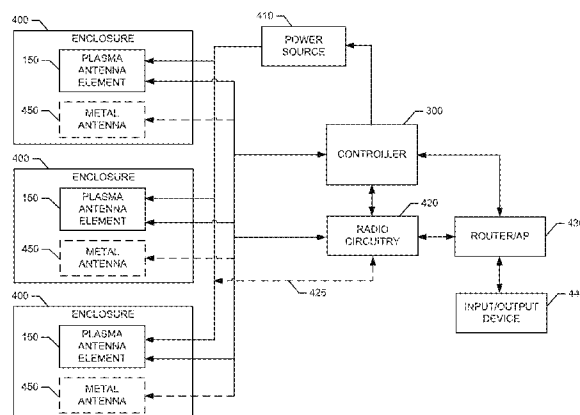 400
ENCLOSURE
150
PLASMA
ANTENNA
ELEMENT
450
METAL
ANTENNA
400
ENCLOSURE
150
PLASMA
ANTENNA
ELEMENT
450
METAL
ANTENNA
400
ENCLOSURE
150
PLASMA
ANTENNA
ELEMENT
450
METAL
ANTENNA
410
POWER
SOURCE
300
CONTROLLER
420
RADIO
CIRCUITRY
425
430
ROUTER/AP
44
INPUT/OUTPUT
DEVICE